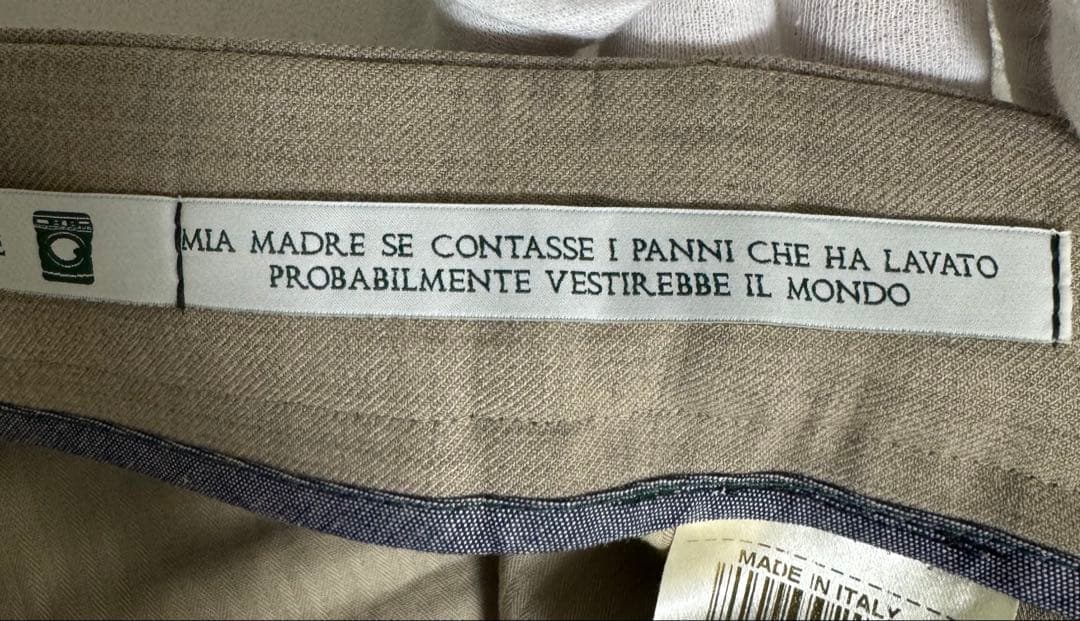 MIA MADRE SE CONTASSE I PANNI CHE HA LAVATO
PROBABILMENTE VESTIREBBE IL MONDO
MADE IN ITALY